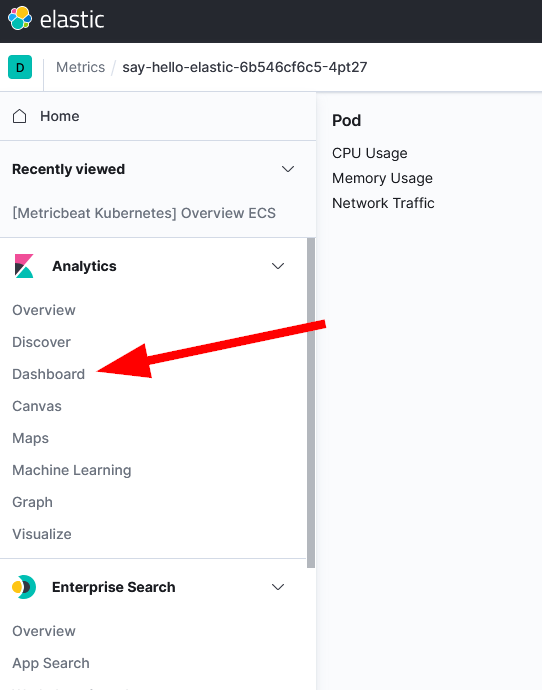 elastic
D Metrics / say-hello-elastic-6b546cf6c5-4pt27
Home
Recently viewed
[Metricbeat Kubernetes] Overview ECS
Analytics
Overview
Discover
Dashboard
Canvas
Maps
Machine Learning
Graph
Visualize
Enterprise Search
Overview
App Search
Pod
CPU Usage
Memory Usage
Network Traffic